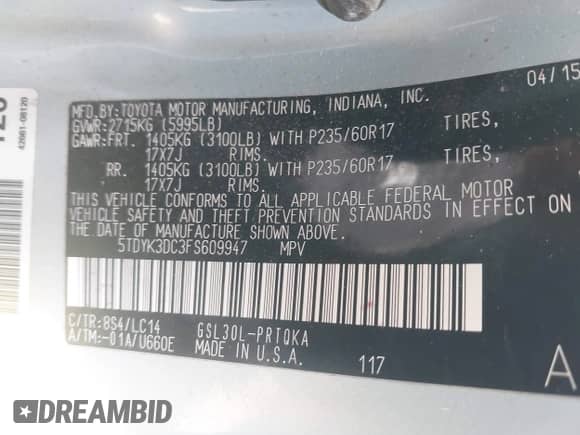 04/15
MFD.BY:TOYOTA MOTOR MANUFACTURING, INDIANA, INC.
GVWR:2715KG (5995LB)
GAWR:FRT. 1405KG (3100LB) WITH P235/60R17 TIRES,
17X7J RIMS.
RR. 1405KG (3100LB) WITH P235/60R17 TIRES,
17X7J RIMS.
THIS VEHICLE CONFORMS TO ALL APPLICABLE FEDERAL MOTOR
VEHICLE SAFETY AND THEFT PREVENTION STANDARDS IN EFFECT ON
THE DATE OF MANUFACTURE SHOWN ABOVE.
5TDYK3DC3FS609947 MPV
C/TR:8S4/LC14 GSL30L-PRTQKA
A/TM:-01A/U660E MADE IN U.S.A.
117
A
42661-08120
DREAMBID